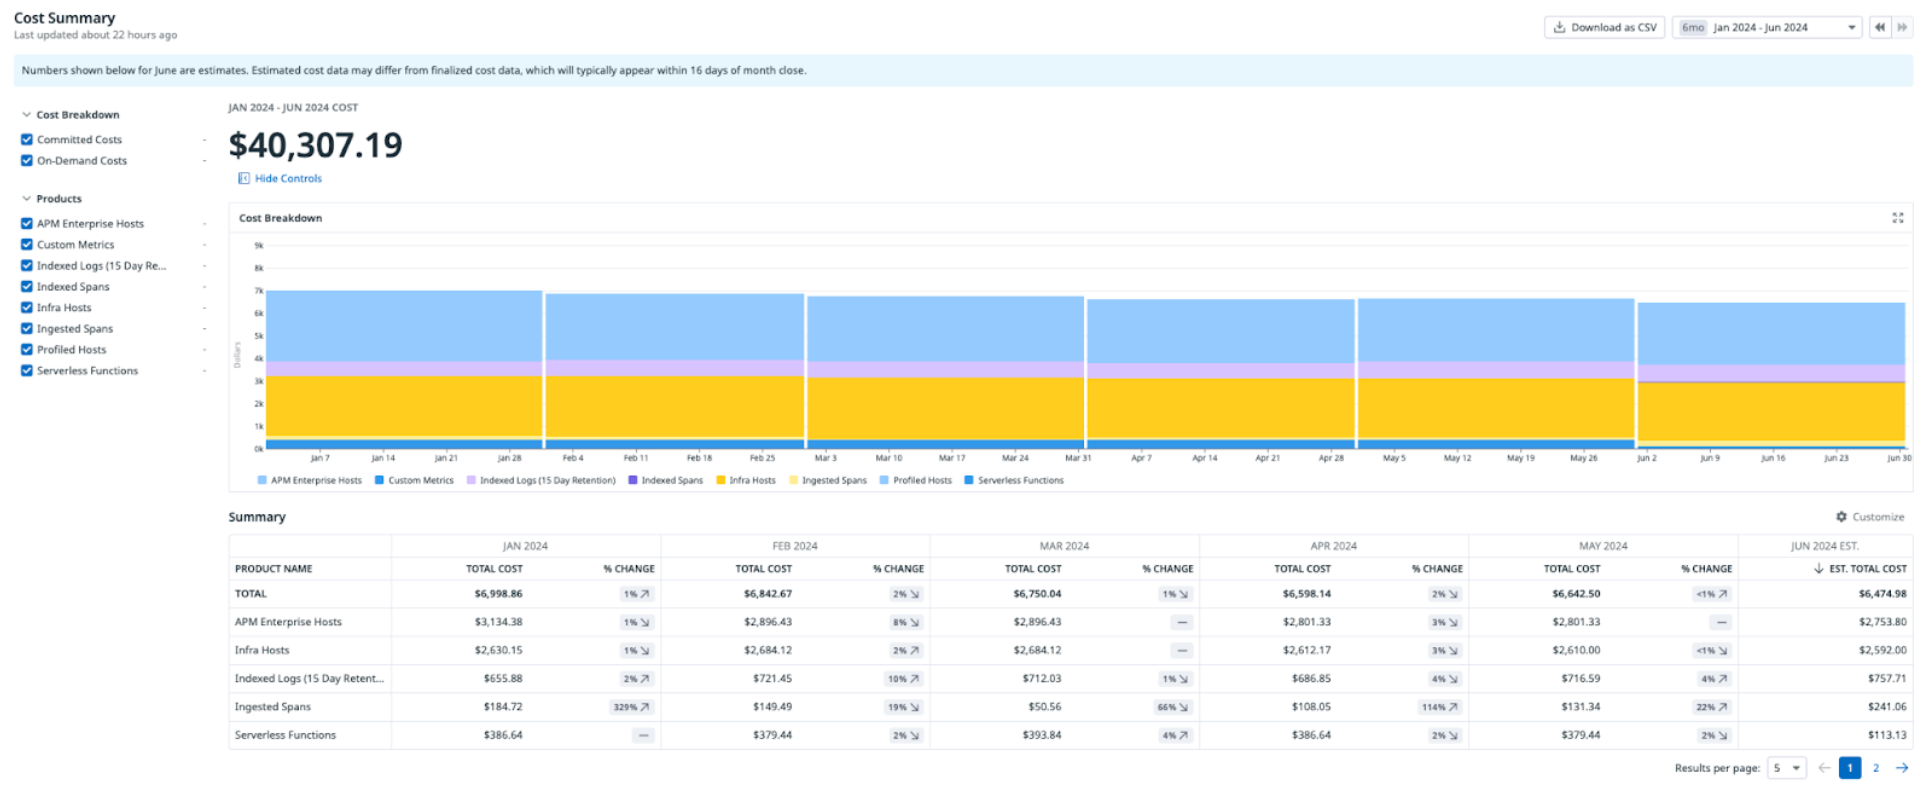 Cost Summary
Last updated about 22 hours ago
Download as CSV
6mo Jan 2024 - Jun 2024
Numbers shown below for June are estimates. Estimated cost data may differ from finalized cost data, which will typically appear within 16 days of month close.
Cost Breakdown
Committed Costs -
On-Demand Costs -
Products
APM Enterprise Hosts -
Custom Metrics -
Indexed Logs (15 Day Re... -
Indexed Spans -
Infra Hosts -
Ingested Spans -
Profiled Hosts -
Serverless Functions -
JAN 2024 - JUN 2024 COST
$40,307.19
Hide Controls
Cost Breakdown
Dollars
9k
8k
7k
6k
5k
4k
3k
2k
1k
0k
Jan 7 Jan 14 Jan 21 Jan 28 Feb 4 Feb 11 Feb 18 Feb 25 Mar 3 Mar 10 Mar 17 Mar 24 Mar 31 Apr 7 Apr 14 Apr 21 Apr 28 May 5 May 12 May 19 May 26 Jun 2 Jun 9 Jun 16 Jun 23 Jun 30
APM Enterprise Hosts Custom Metrics Indexed Logs (15 Day Retention) Indexed Spans Infra Hosts Ingested Spans Profiled Hosts Serverless Functions
Summary
Customize
JAN 2024 FEB 2024 MAR 2024 APR 2024 MAY 2024 JUN 2024 EST.
PRODUCT NAME TOTAL COST % CHANGE TOTAL COST % CHANGE TOTAL COST % CHANGE TOTAL COST % CHANGE TOTAL COST % CHANGE ↓ EST. TOTAL COST
TOTAL $6,998.86 1% ↗ $6,842.67 2% ↘ $6,750.04 1% ↘ $6,598.14 2% ↘ $6,642.50 <1% ↗ $6,474.98
APM Enterprise Hosts $3,134.38 1% ↘ $2,896.43 8% ↘ $2,896.43 — $2,801.33 3% ↘ $2,801.33 — $2,753.80
Infra Hosts $2,630.15 1% ↘ $2,684.12 2% ↗ $2,684.12 — $2,612.17 3% ↘ $2,610.00 <1% ↘ $2,592.00
Indexed Logs (15 Day Retent... $655.88 2% ↗ $721.45 10% ↗ $712.03 1% ↘ $686.85 4% ↘ $716.59 4% ↗ $757.71
Ingested Spans $184.72 329% ↗ $149.49 19% ↘ $50.56 66% ↘ $108.05 114% ↗ $131.34 22% ↗ $241.06
Serverless Functions $386.64 — $379.44 2% ↘ $393.84 4% ↗ $386.64 2% ↘ $379.44 2% ↘ $113.13
Results per page: 5 ← 1 2 →